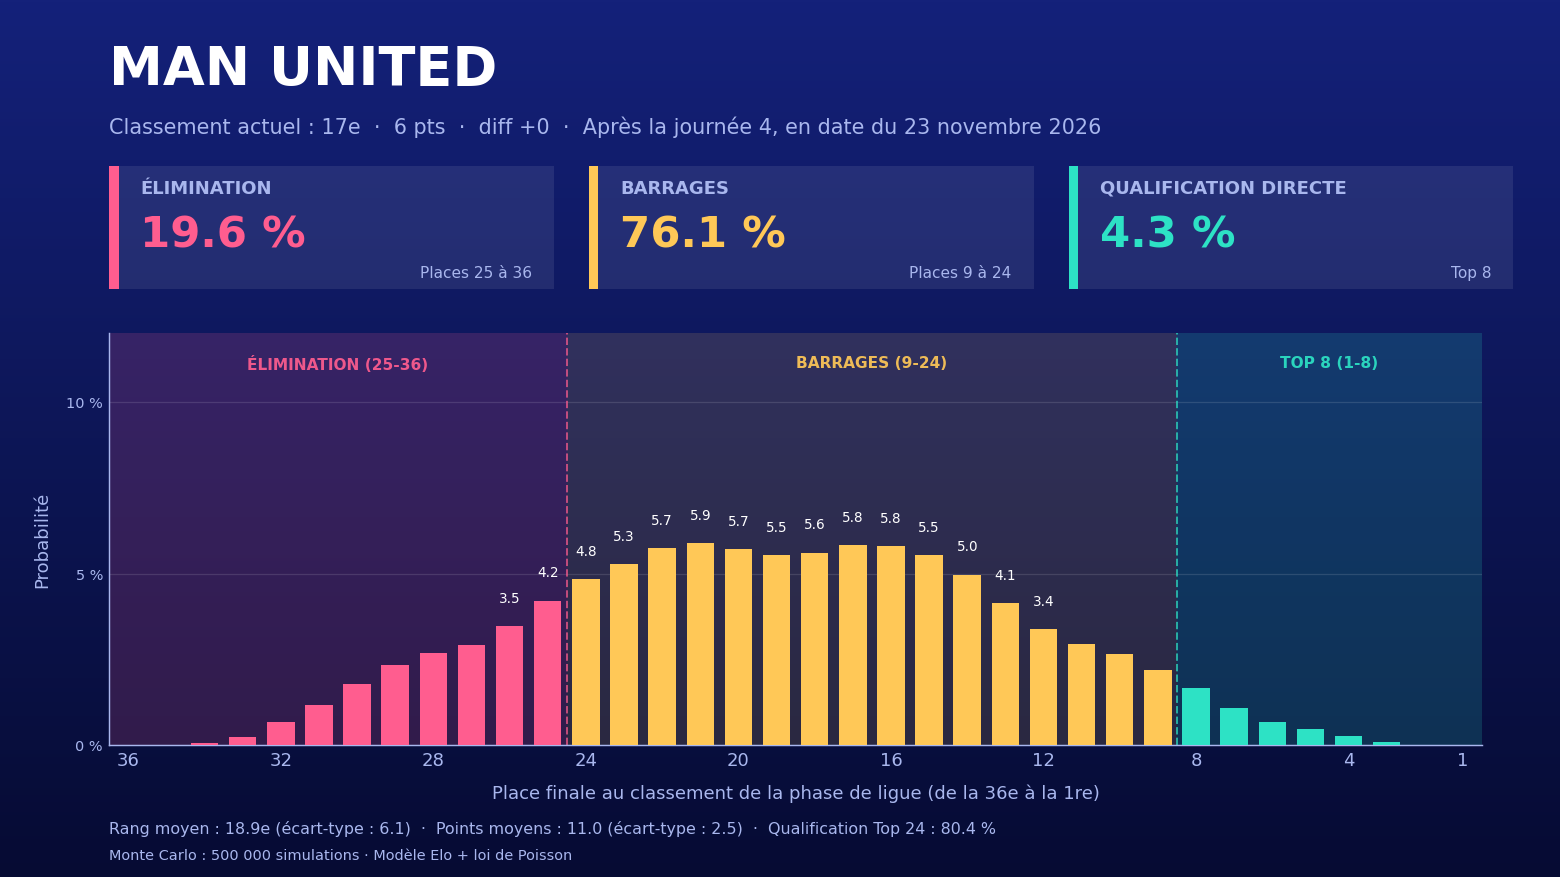 MAN UNITED
Classement actuel : 17e · 6 pts · diff +0 · Après la journée 4, en date du 23 novembre 2026
ÉLIMINATION
19.6 %
Places 25 à 36
BARRAGES
76.1 %
Places 9 à 24
QUALIFICATION DIRECTE
4.3 %
Top 8
ÉLIMINATION (25-36)
BARRAGES (9-24)
TOP 8 (1-8)
Probabilité
10 %
5 %
0 %
3.5
4.2
4.8
5.3
5.7
5.9
5.7
5.5
5.6
5.8
5.8
5.5
5.0
4.1
3.4
36 32 28 24 20 16 12 8 4 1
Place finale au classement de la phase de ligue (de la 36e à la 1re)
Rang moyen : 18.9e (écart-type : 6.1) · Points moyens : 11.0 (écart-type : 2.5) · Qualification Top 24 : 80.4 %
Monte Carlo : 500 000 simulations · Modèle Elo + loi de Poisson